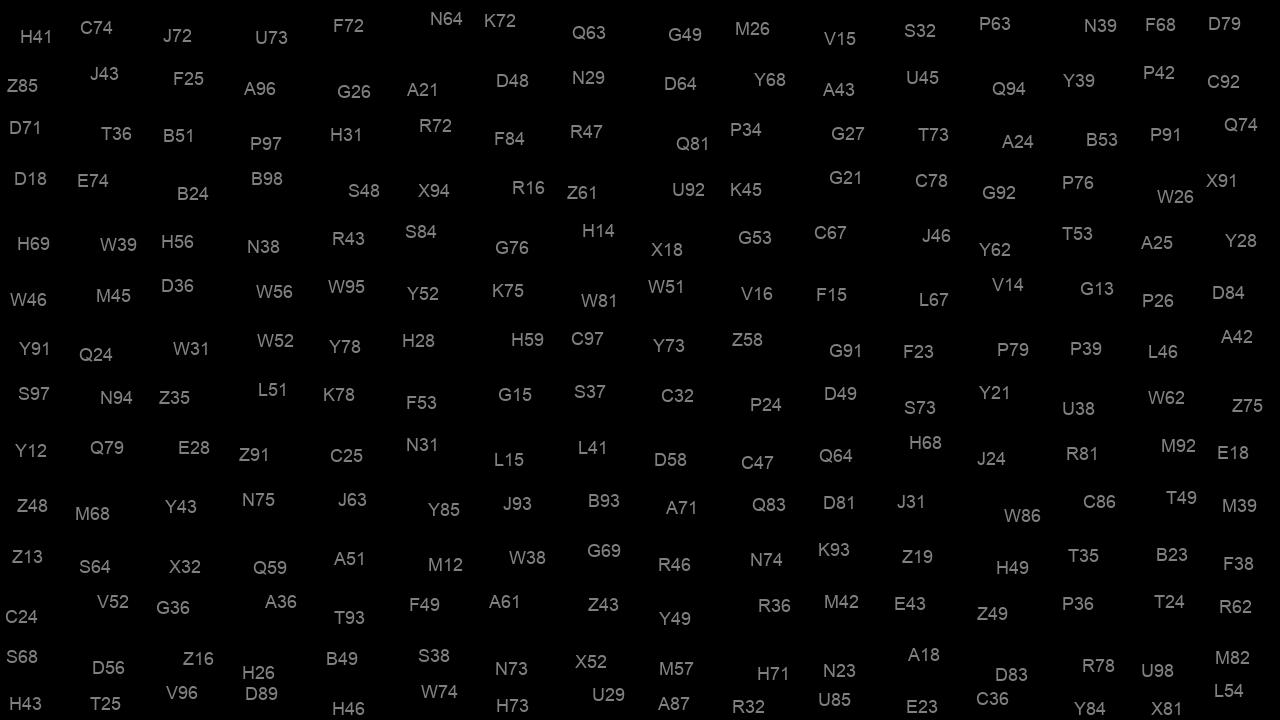 H41 C74 J72 U73 F72 N64 K72 Q63 G49 M26 V15 S32 P63 N39 F68 D79
Z85 J43 F25 A96 G26 A21 D48 N29 D64 Y68 A43 U45 Q94 Y39 P42 C92
D71 T36 B51 P97 H31 R72 F84 R47 Q81 P34 G27 T73 A24 B53 P91 Q74
D18 E74 B24 B98 S48 X94 R16 Z61 U92 K45 G21 C78 G92 P76 W26 X91
H69 W39 H56 N38 R43 S84 G76 H14 X18 G53 C67 J46 Y62 T53 A25 Y28
W46 M45 D36 W56 W95 Y52 K75 W81 W51 V16 F15 L67 V14 G13 P26 D84
Y91 Q24 W31 W52 Y78 H28 H59 C97 Y73 Z58 G91 F23 P79 P39 L46 A42
S97 N94 Z35 L51 K78 F53 G15 S37 C32 P24 D49 S73 Y21 U38 W62 Z75
Y12 Q79 E28 Z91 C25 N31 L15 L41 D58 C47 Q64 H68 J24 R81 M92 E18
Z48 M68 Y43 N75 J63 Y85 J93 B93 A71 Q83 D81 J31 W86 C86 T49 M39
Z13 S64 X32 Q59 A51 M12 W38 G69 R46 N74 K93 Z19 H49 T35 B23 F38
C24 V52 G36 A36 T93 F49 A61 Z43 Y49 R36 M42 E43 Z49 P36 T24 R62
S68 D56 Z16 H26 B49 S38 N73 X52 M57 H71 N23 A18 D83 R78 U98 M82
H43 T25 V96 D89 H46 W74 H73 U29 A87 R32 U85 E23 C36 Y84 X81 L54